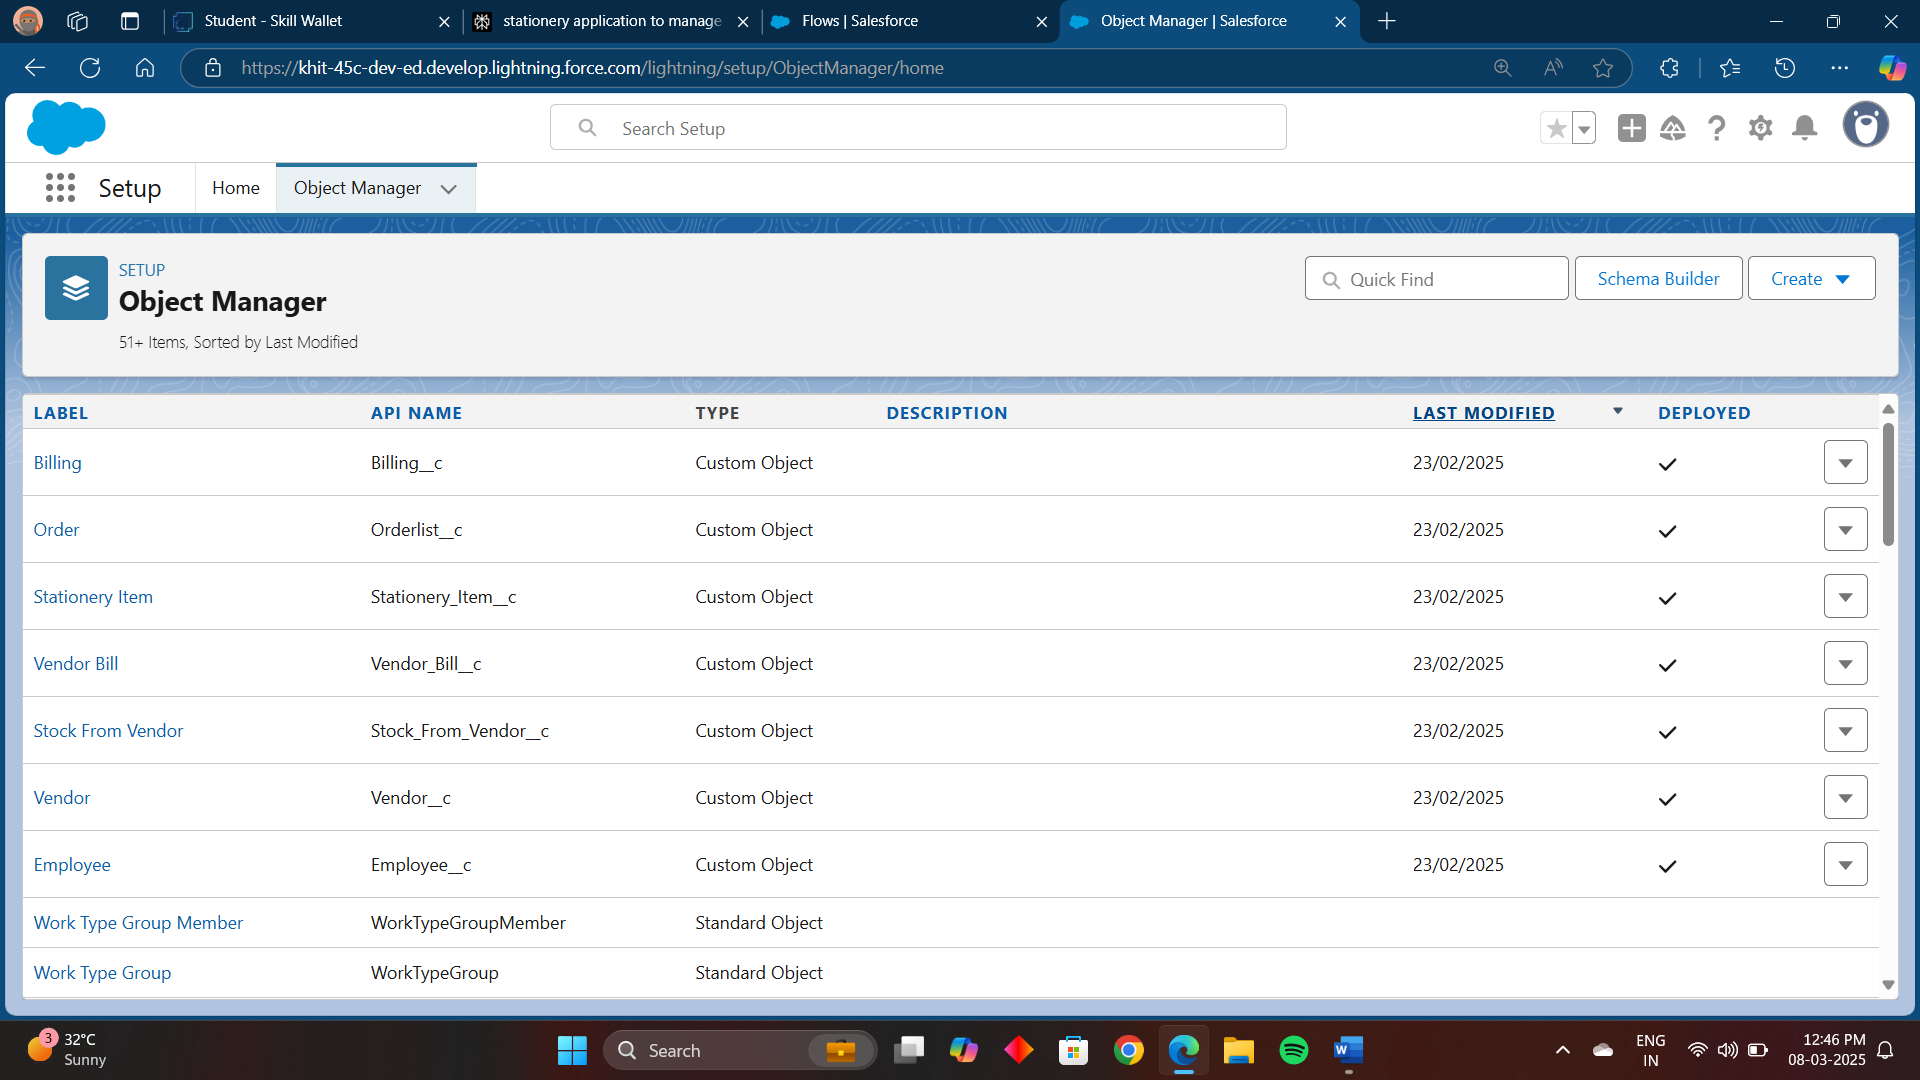 Student - Skill Wallet
stationery application to manage
Flows | Salesforce
Object Manager | Salesforce
https://khit-45c-dev-ed.develop.lightning.force.com/lightning/setup/ObjectManager/home
Search Setup
Setup
Home
Object Manager
SETUP
Object Manager
51+ Items, Sorted by Last Modified
Quick Find
Schema Builder
Create
LABEL API NAME TYPE DESCRIPTION LAST MODIFIED DEPLOYED
Billing Billing__c Custom Object 23/02/2025
Order Orderlist__c Custom Object 23/02/2025
Stationery Item Stationery_Item__c Custom Object 23/02/2025
Vendor Bill Vendor_Bill__c Custom Object 23/02/2025
Stock From Vendor Stock_From_Vendor__c Custom Object 23/02/2025
Vendor Vendor__c Custom Object 23/02/2025
Employee Employee__c Custom Object 23/02/2025
Work Type Group Member WorkTypeGroupMember Standard Object
Work Type Group WorkTypeGroup Standard Object
3
32°C
Sunny
Search
W
ENG
IN
12:46 PM
08-03-2025